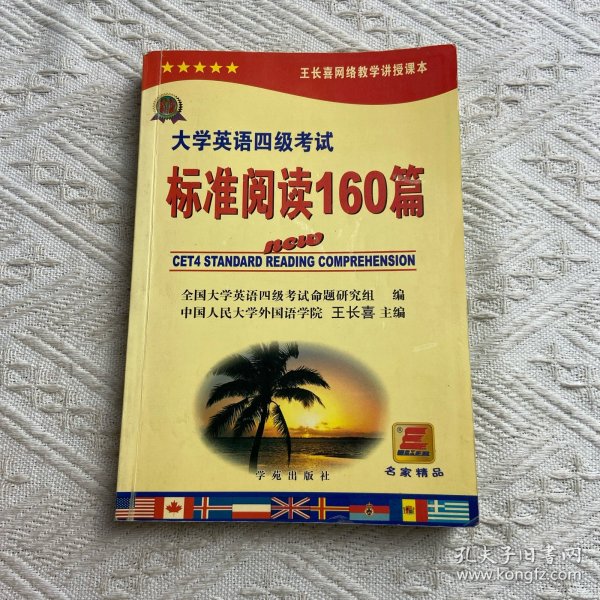 王长喜网络教学讲授课本
大学英语四级考试
标准阅读160篇
new
CET4 STANDARD READING COMPREHENSION
全国大学英语四级考试命题研究组 编
中国人民大学外国语学院 王长喜 主编
学苑出版社
名家精品
孔夫子旧书网
www.kongfz.com